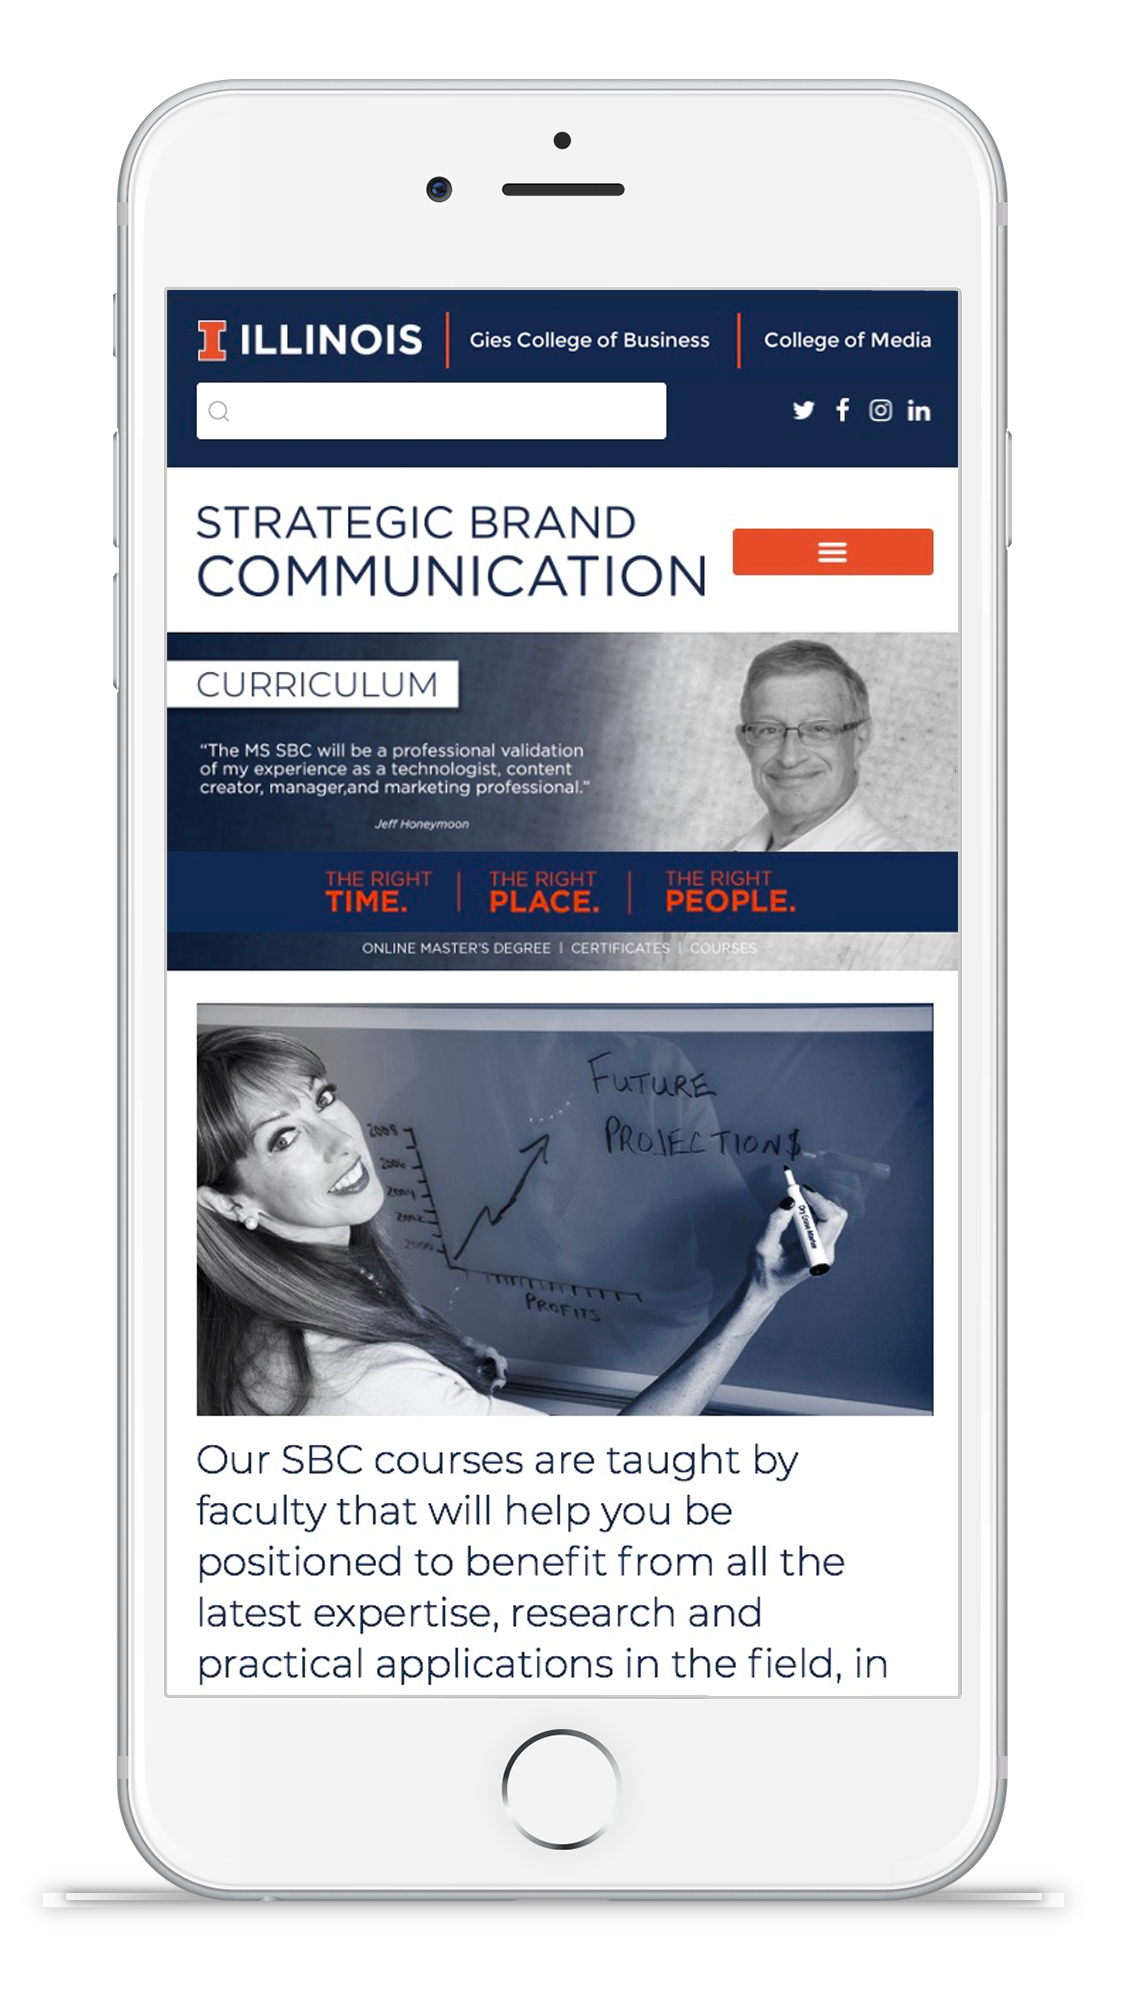 I ILLINOIS | Gies College of Business | College of Media
STRATEGIC BRAND
COMMUNICATION
CURRICULUM
“The MS SBC will be a professional validation
of my experience as a technologist, content
creator, manager,and marketing professional.”
Jeff Honeymoon
THE RIGHT TIME. | THE RIGHT PLACE. | THE RIGHT PEOPLE.
ONLINE MASTER'S DEGREE | CERTIFICATES | COURSES
FUTURE
PROJECTION$
2008
2006
2004
2002
2000
PROFITS
Dry Erase Marker
Our SBC courses are taught by
faculty that will help you be
positioned to benefit from all the
latest expertise, research and
practical applications in the field, in